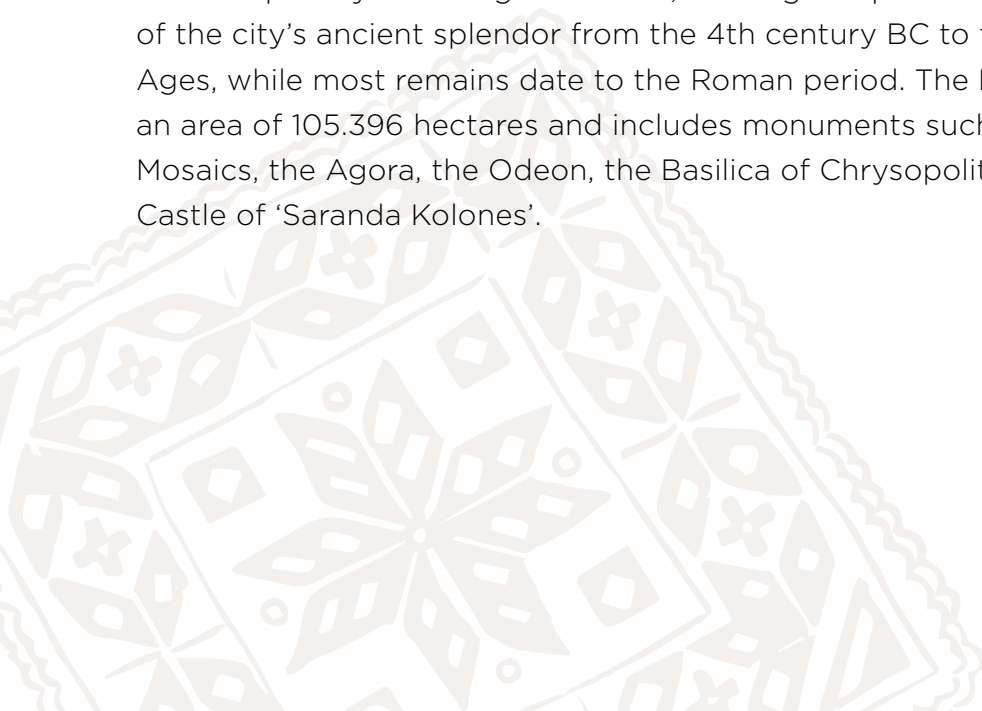 of the city’s ancient splendor from the 4th century BC to
Ages, while most remains date to the Roman period. The
an area of 105.396 hectares and includes monuments such
Mosaics, the Agora, the Odeon, the Basilica of
Castle of ‘Saranda Kolones’.